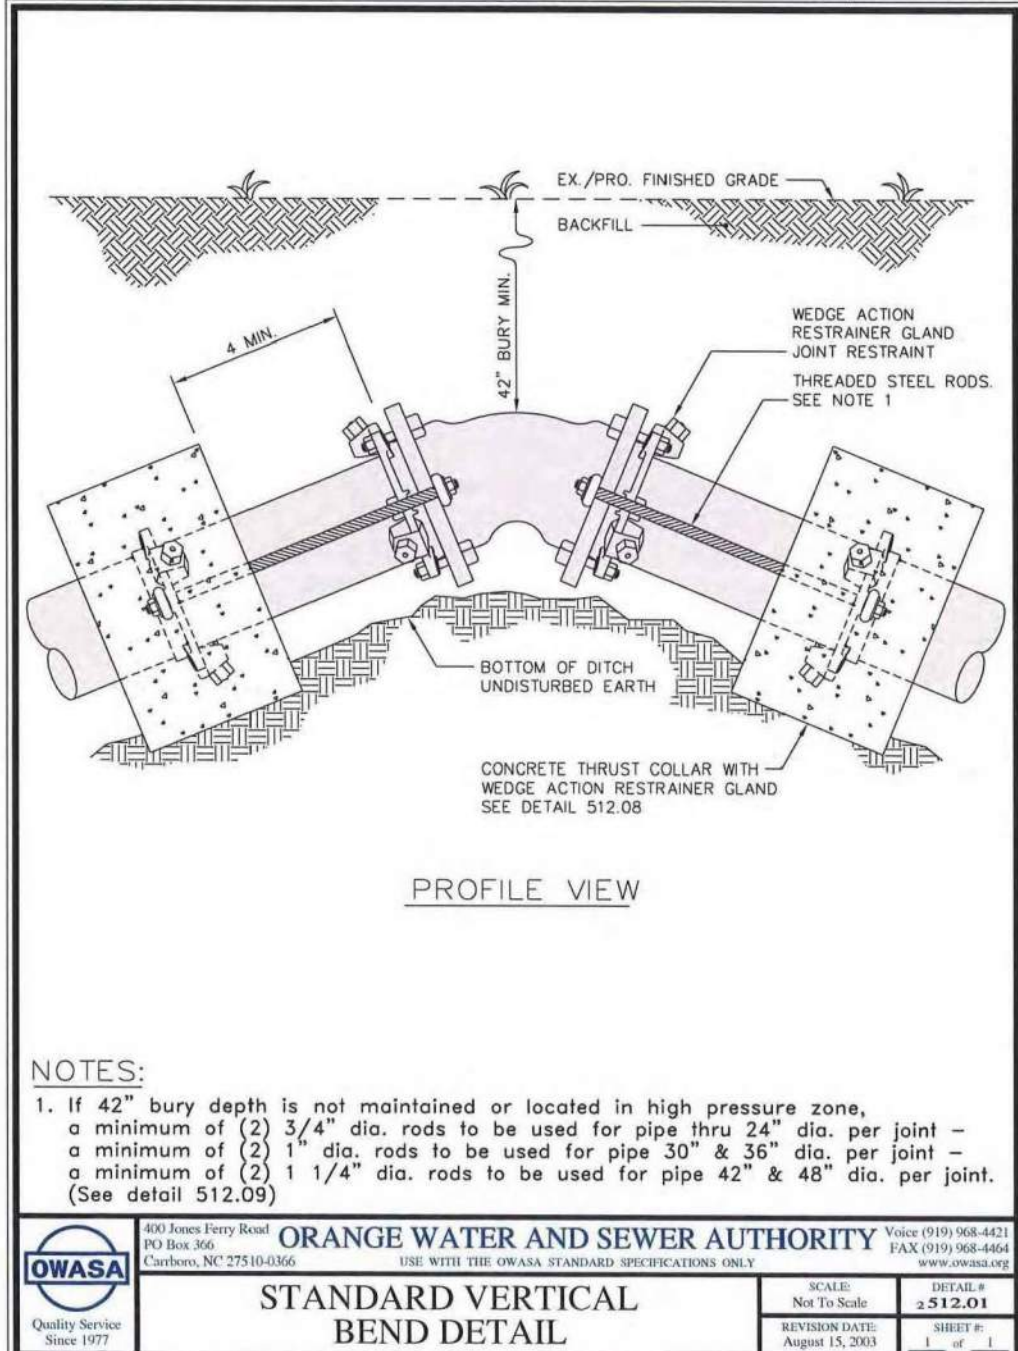 EX./PRO. FINISHED GRADE
BACKFILL
42" BURY MIN.
4 MIN.
WEDGE ACTION
RESTRAINER GLAND
JOINT RESTRAINT
THREADED STEEL RODS.
SEE NOTE 1
BOTTOM OF DITCH
UNDISTURBED EARTH
CONCRETE THRUST COLLAR WITH
WEDGE ACTION RESTRAINER GLAND
SEE DETAIL 512.08
PROFILE VIEW
NOTES:
1. If 42" bury depth is not maintained or located in high pressure zone,
a minimum of (2) 3/4" dia. rods to be used for pipe thru 24" dia. per joint –
a minimum of (2) 1" dia. rods to be used for pipe 30" & 36" dia. per joint –
a minimum of (2) 1 1/4" dia. rods to be used for pipe 42" & 48" dia. per joint.
(See detail 512.09)
OWASA
Quality Service
Since 1977
400 Jones Ferry Road
PO Box 366
Carrboro, NC 27510-0366
ORANGE WATER AND SEWER AUTHORITY
USE WITH THE OWASA STANDARD SPECIFICATIONS ONLY
Voice (919) 968-4421
FAX (919) 968-4464
www.owasa.org
STANDARD VERTICAL
BEND DETAIL
SCALE:
Not To Scale
DETAIL #
2 512.01
REVISION DATE:
August 15, 2003
SHEET #:
1 of 1